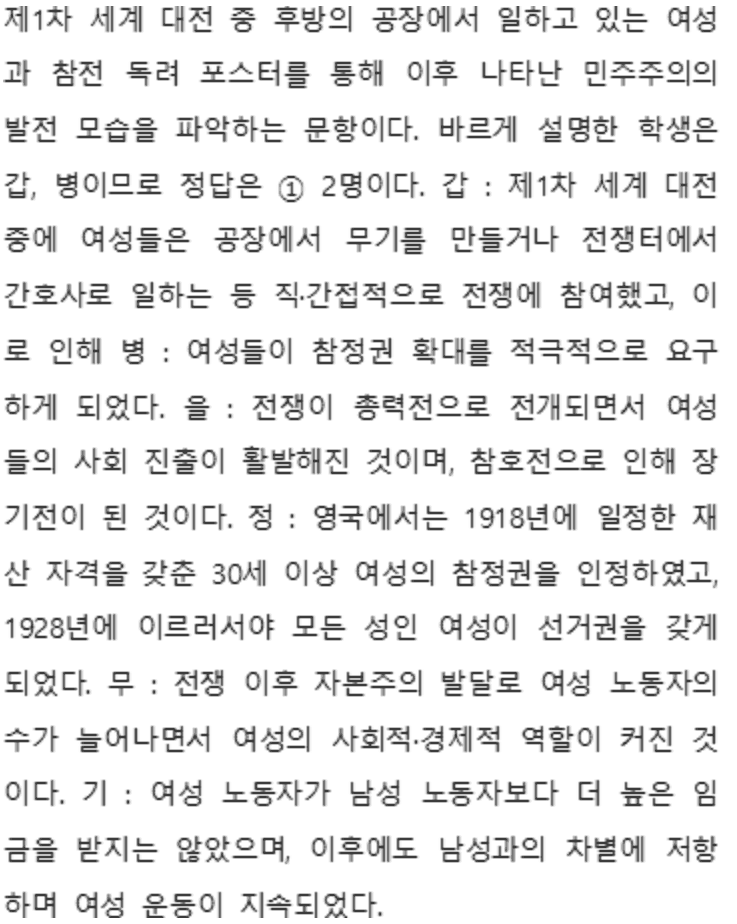 제1차 세계 대전 중 후방의 공장에서 일하고 있는 여성
과 참전 독려 포스터를 통해 이후 나타난 민주주의의
발전 모습을 파악하는 문항이다. 바르게 설명한 학생은
갑, 병이므로 정답은 ① 2명이다. 갑 : 제1차 세계 대전
중에 여성들은 공장에서 무기를 만들거나 전쟁터에서
간호사로 일하는 등 직·간접적으로 전쟁에 참여했고, 이
로 인해 병 : 여성들이 참정권 확대를 적극적으로 요구
하게 되었다. 을 : 전쟁이 총력전으로 전개되면서 여성
들의 사회 진출이 활발해진 것이며, 참호전으로 인해 장
기전이 된 것이다. 정 : 영국에서는 1918년에 일정한 재
산 자격을 갖춘 30세 이상 여성의 참정권을 인정하였고,
1928년에 이르러서야 모든 성인 여성이 선거권을 갖게
되었다. 무 : 전쟁 이후 자본주의 발달로 여성 노동자의
수가 늘어나면서 여성의 사회적·경제적 역할이 커진 것
이다. 기 : 여성 노동자가 남성 노동자보다 더 높은 임
금을 받지는 않았으며, 이후에도 남성과의 차별에 저항
하며 여성 운동이 지속되었다.